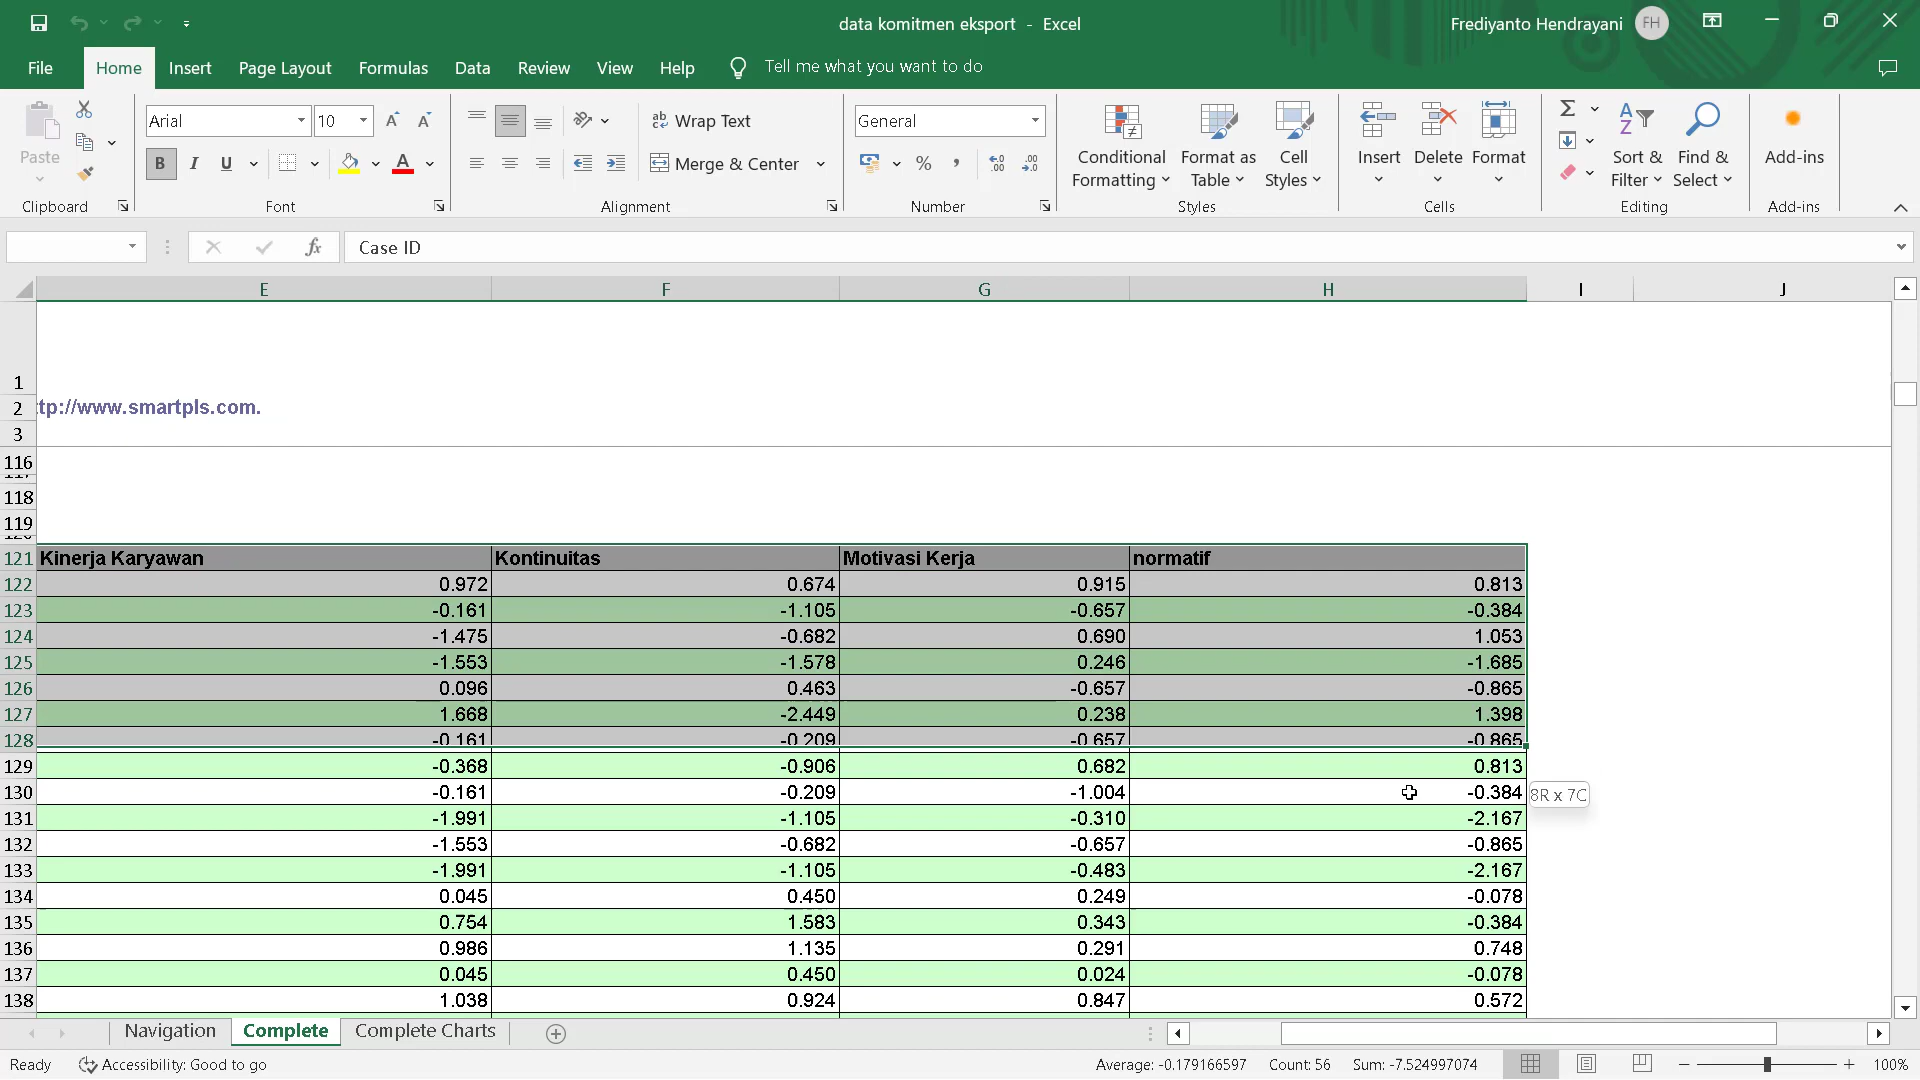 data komitmen eksport - Excel
Frediyanto Hendrayani FH
File Home Insert Page Layout Formulas Data Review View Help Tell me what you want to do
Paste
Clipboard
Arial 10
B I U
Font
ab Wrap Text
Merge & Center
Alignment
General
% ,
Number
Conditional Formatting
Format as Table
Cell Styles
Styles
Insert Delete Format
Cells
Sort & Filter
Find & Select
Editing
Add-ins
Add-ins
fx Case ID
E F G H I J
1
2 tp://www.smartpls.com.
3
116
118
119
121 Kinerja Karyawan Kontinuitas Motivasi Kerja normatif
122 0.972 0.674 0.915 0.813
123 -0.161 -1.105 -0.657 -0.384
124 -1.475 -0.682 0.690 1.053
125 -1.553 -1.578 0.246 -1.685
126 0.096 0.463 -0.657 -0.865
127 1.668 -2.449 0.238 1.398
128 -0.161 -0.209 -0.657 -0.865
129 -0.368 -0.906 0.682 0.813
130 -0.161 -0.209 -1.004 -0.384
8R x 7C
131 -1.991 -1.105 -0.310 -2.167
132 -1.553 -0.682 -0.657 -0.865
133 -1.991 -1.105 -0.483 -2.167
134 0.045 0.450 0.249 -0.078
135 0.754 1.583 0.343 -0.384
136 0.986 1.135 0.291 0.748
137 0.045 0.450 0.024 -0.078
138 1.038 0.924 0.847 0.572
Navigation Complete Complete Charts
Ready Accessibility: Good to go Average: -0.179166597 Count: 56 Sum: -7.524997074 100%